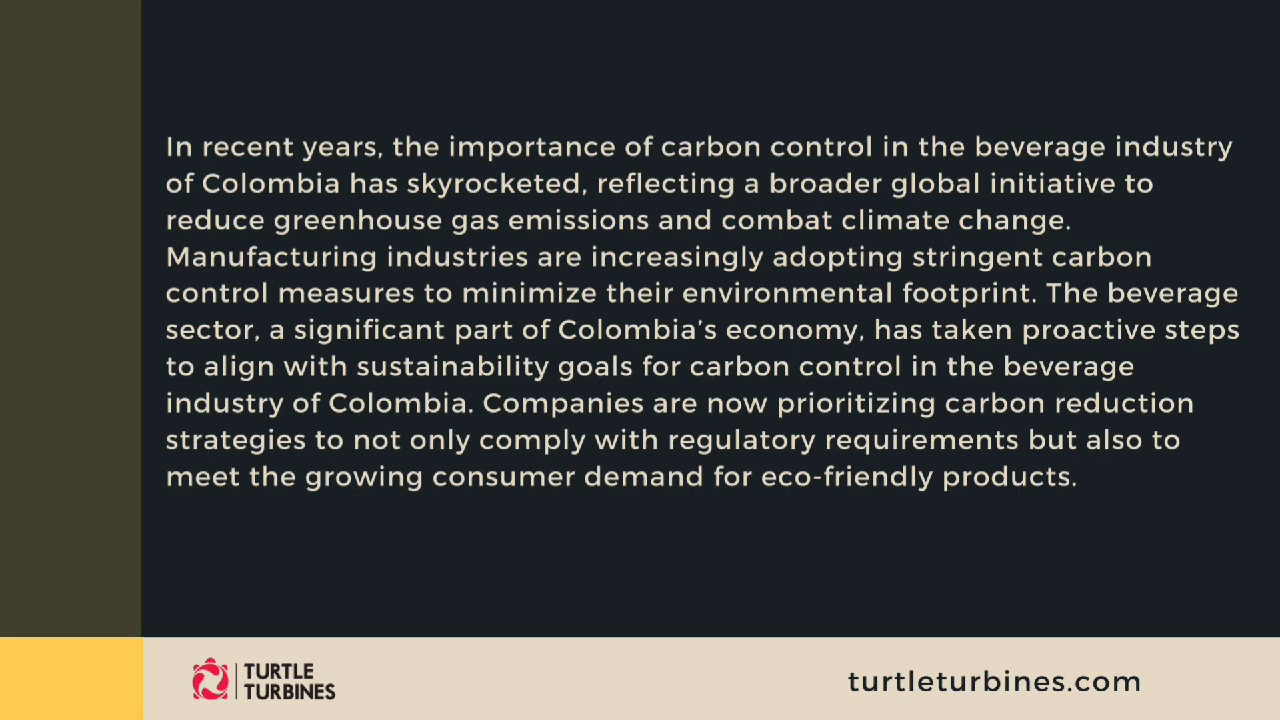 In recent years, the importance of carbon control in the beverage industry
of Colombia has skyrocketed, reflecting a broader global initiative to
reduce greenhouse gas emissions and combat climate change.
Manufacturing industries are increasingly adopting stringent carbon
control measures to minimize their environmental footprint. The beverage
sector, a significant part of Colombia’s economy, has taken proactive steps
to align with sustainability goals for carbon control in the beverage
industry of Colombia. Companies are now prioritizing carbon reduction
strategies to not only comply with regulatory requirements but also to
meet the growing consumer demand for eco-friendly products.
TURTLE
TURBINES
turtleturbines.com